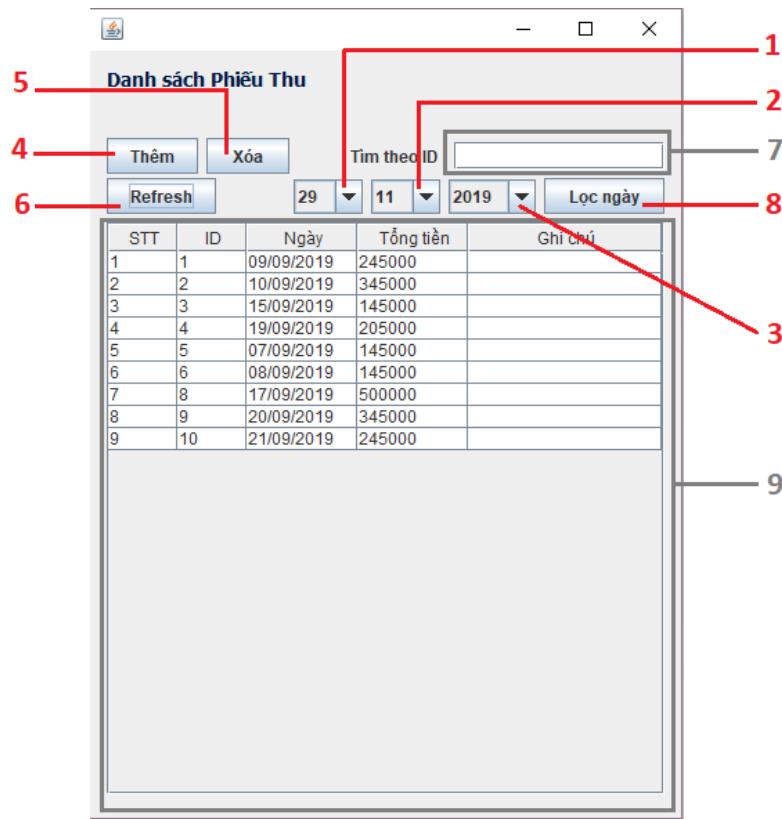 1
Danh sách Phiếu Thu
5
2
4
Thêm
Xóa
Tìm theo ID
7
6
Refresh
29
11
2019
Lọc ngày
8
STT ID Ngày Tổng tiền Ghi chú
1 1 09/09/2019 245000
2 2 10/09/2019 345000
3 3 15/09/2019 145000
3
4 4 19/09/2019 205000
5 5 07/09/2019 145000
6 6 08/09/2019 145000
7 8 17/09/2019 500000
8 9 20/09/2019 345000
9 10 21/09/2019 245000
9